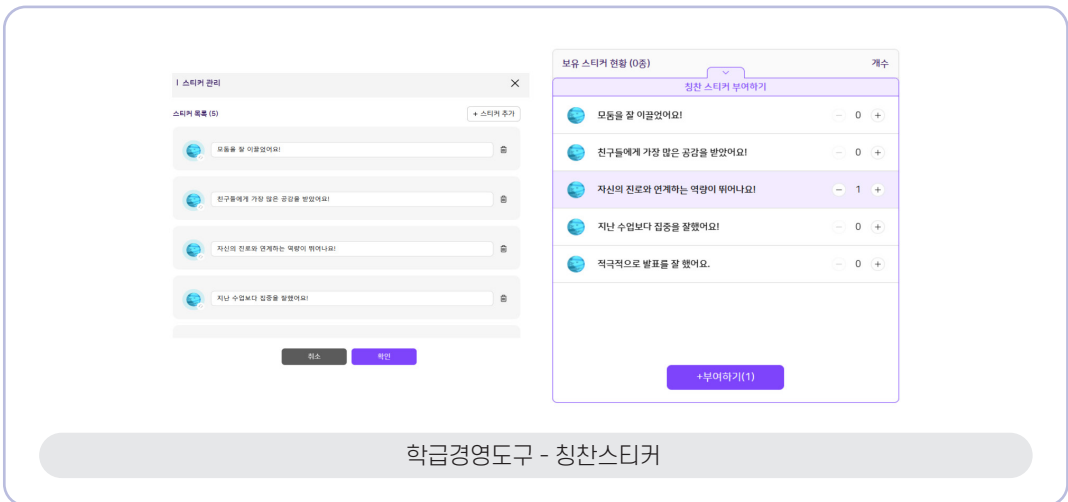 | 스티커 관리
스티커 목록 (5)
+ 스티커 추가
모둠을 잘 이끌었어요!
친구들에게 가장 많은 공감을 받았어요!
자신의 진로와 연계하는 역량이 뛰어나요!
지난 수업보다 집중을 잘했어요!
취소
확인
보유 스티커 현황 (0종) 개수
칭찬 스티커 부여하기
모둠을 잘 이끌었어요! - 0 +
친구들에게 가장 많은 공감을 받았어요! - 0 +
자신의 진로와 연계하는 역량이 뛰어나요! - 1 +
지난 수업보다 집중을 잘했어요! - 0 +
적극적으로 발표를 잘 했어요. - 0 +
+부여하기(1)
학급경영도구 - 칭찬스티커